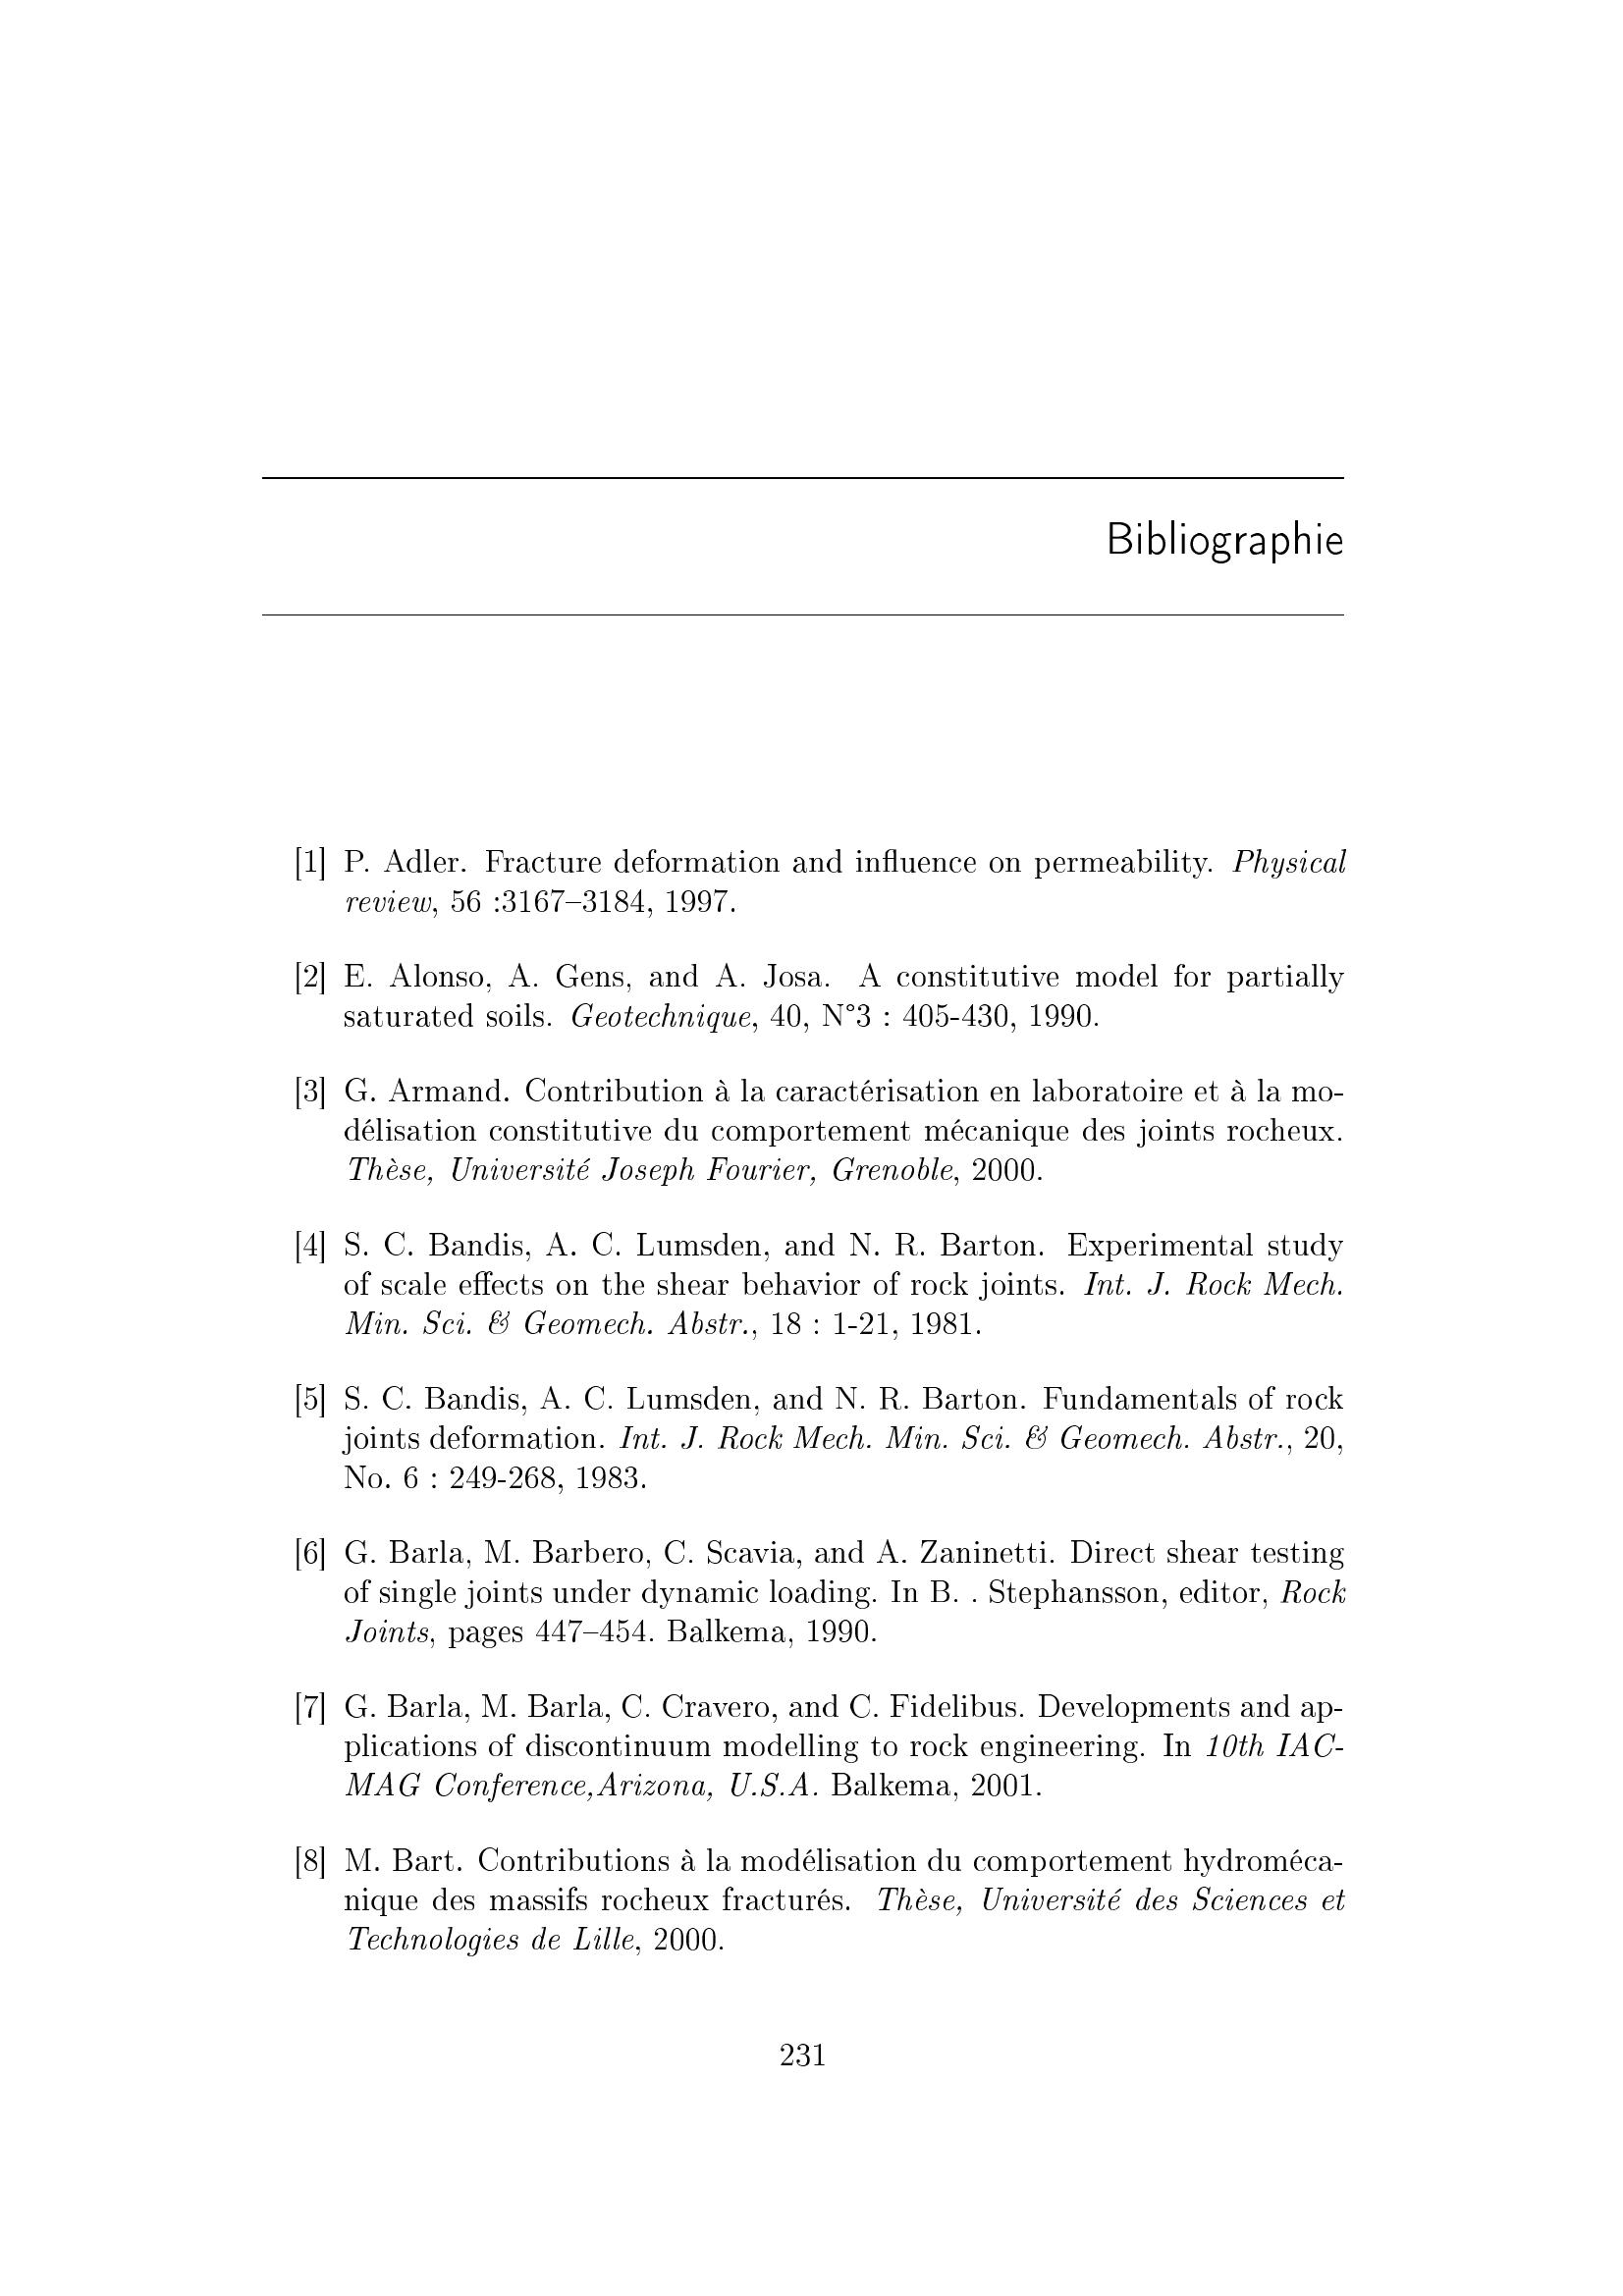 Bibliographie
[1] P. Adler. Fracture deformation and influence on permeability. Physical
review, 56 :3167–3184, 1997.
[2] E. Alonso, A. Gens, and A. Josa. A constitutive model for partially
saturated soils. Geotechnique, 40, N°3 : 405-430, 1990.
[3] G. Armand. Contribution à la caractérisation en laboratoire et à la mo-
délisation constitutive du comportement mécanique des joints rocheux.
Thèse, Université Joseph Fourier, Grenoble, 2000.
[4] S. C. Bandis, A. C. Lumsden, and N. R. Barton. Experimental study
of scale effects on the shear behavior of rock joints. Int. J. Rock Mech.
Min. Sci. & Geomech. Abstr., 18 : 1-21, 1981.
[5] S. C. Bandis, A. C. Lumsden, and N. R. Barton. Fundamentals of rock
joints deformation. Int. J. Rock Mech. Min. Sci. & Geomech. Abstr., 20,
No. 6 : 249-268, 1983.
[6] G. Barla, M. Barbero, C. Scavia, and A. Zaninetti. Direct shear testing
of single joints under dynamic loading. In B. . Stephansson, editor, Rock
Joints, pages 447–454. Balkema, 1990.
[7] G. Barla, M. Barla, C. Cravero, and C. Fidelibus. Developments and ap-
plications of discontinuum modelling to rock engineering. In 10th IAC-
MAG Conference,Arizona, U.S.A. Balkema, 2001.
[8] M. Bart. Contributions à la modélisation du comportement hydroméca-
nique des massifs rocheux fracturés. Thèse, Université des Sciences et
Technologies de Lille, 2000.
231